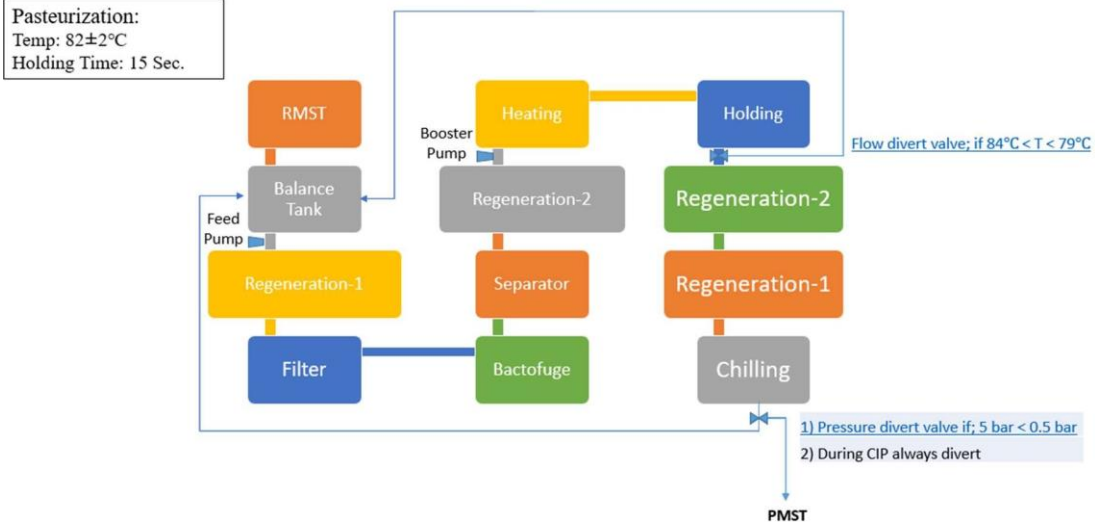 Pasteurization:
Temp: 82±2℃
Holding Time: 15 Sec.
RMST
Heating
Holding
Booster
Pump
Flow divert valve; if 84℃ < T < 79℃
Balance
Tank
Regeneration-2
Regeneration-2
Feed
Pump
Regeneration-1
Separator
Regeneration-1
Filter
Bactofuge
Chilling
1) Pressure divert valve if; 5 bar < 0.5 bar
2) During CIP always divert
PMST